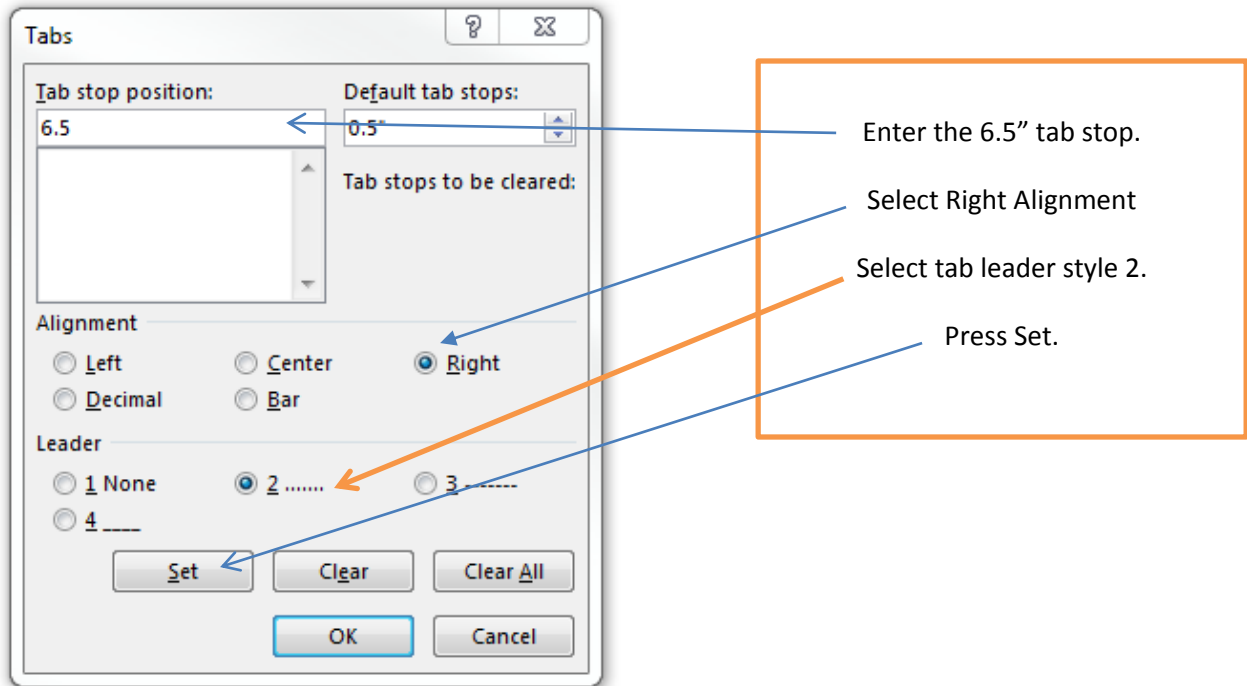 Tabs
Tab stop position:
Default tab stops:
6.5
0.5"
Tab stops to be cleared:
Alignment
Left
Center
Right
Decimal
Bar
Leader
1 None
2 .......
3 -------
4 ____
Set
Clear
Clear All
OK
Cancel
Enter the 6.5” tab stop.
Select Right Alignment
Select tab leader style 2.
Press Set.